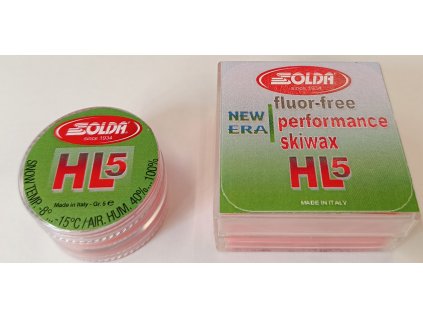 SOLDA
since 1934
HL5
SNOW TEMP. -8°...-15°C / AIR. HUM. 40%...100%
Made in Italy - Gr. 5 e
SOLDA
since 1934
NEW ERA
fluor-free
performance
skiwax
HL5
MADE IN ITALY